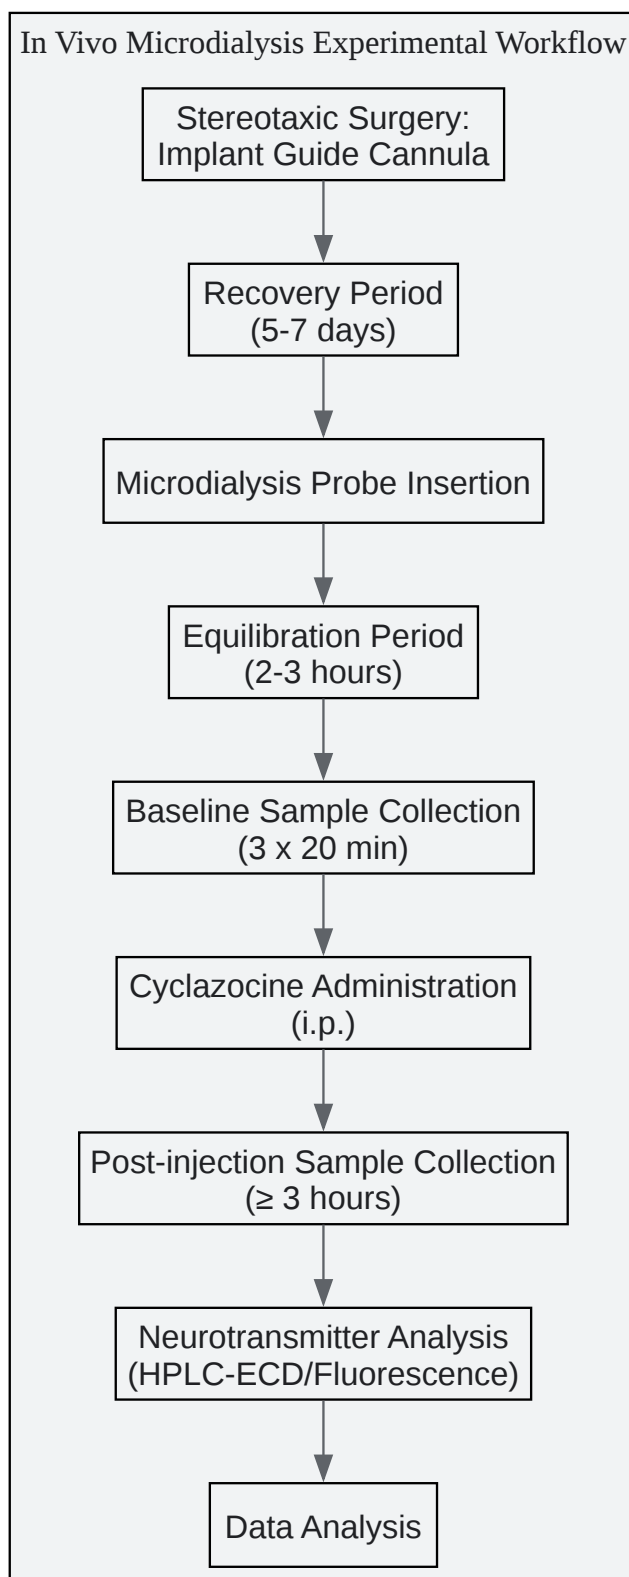 In Vivo Microdialysis Experimental Workflow
Stereotaxic Surgery:
Implant Guide Cannula
Recovery Period
(5-7 days)
Microdialysis Probe Insertion
Equilibration Period
(2-3 hours)
Baseline Sample Collection
(3 x 20 min)
Cyclazocine Administration
(i.p.)
Post-injection Sample Collection
(≥ 3 hours)
Neurotransmitter Analysis
(HPLC-ECD/Fluorescence)
Data Analysis